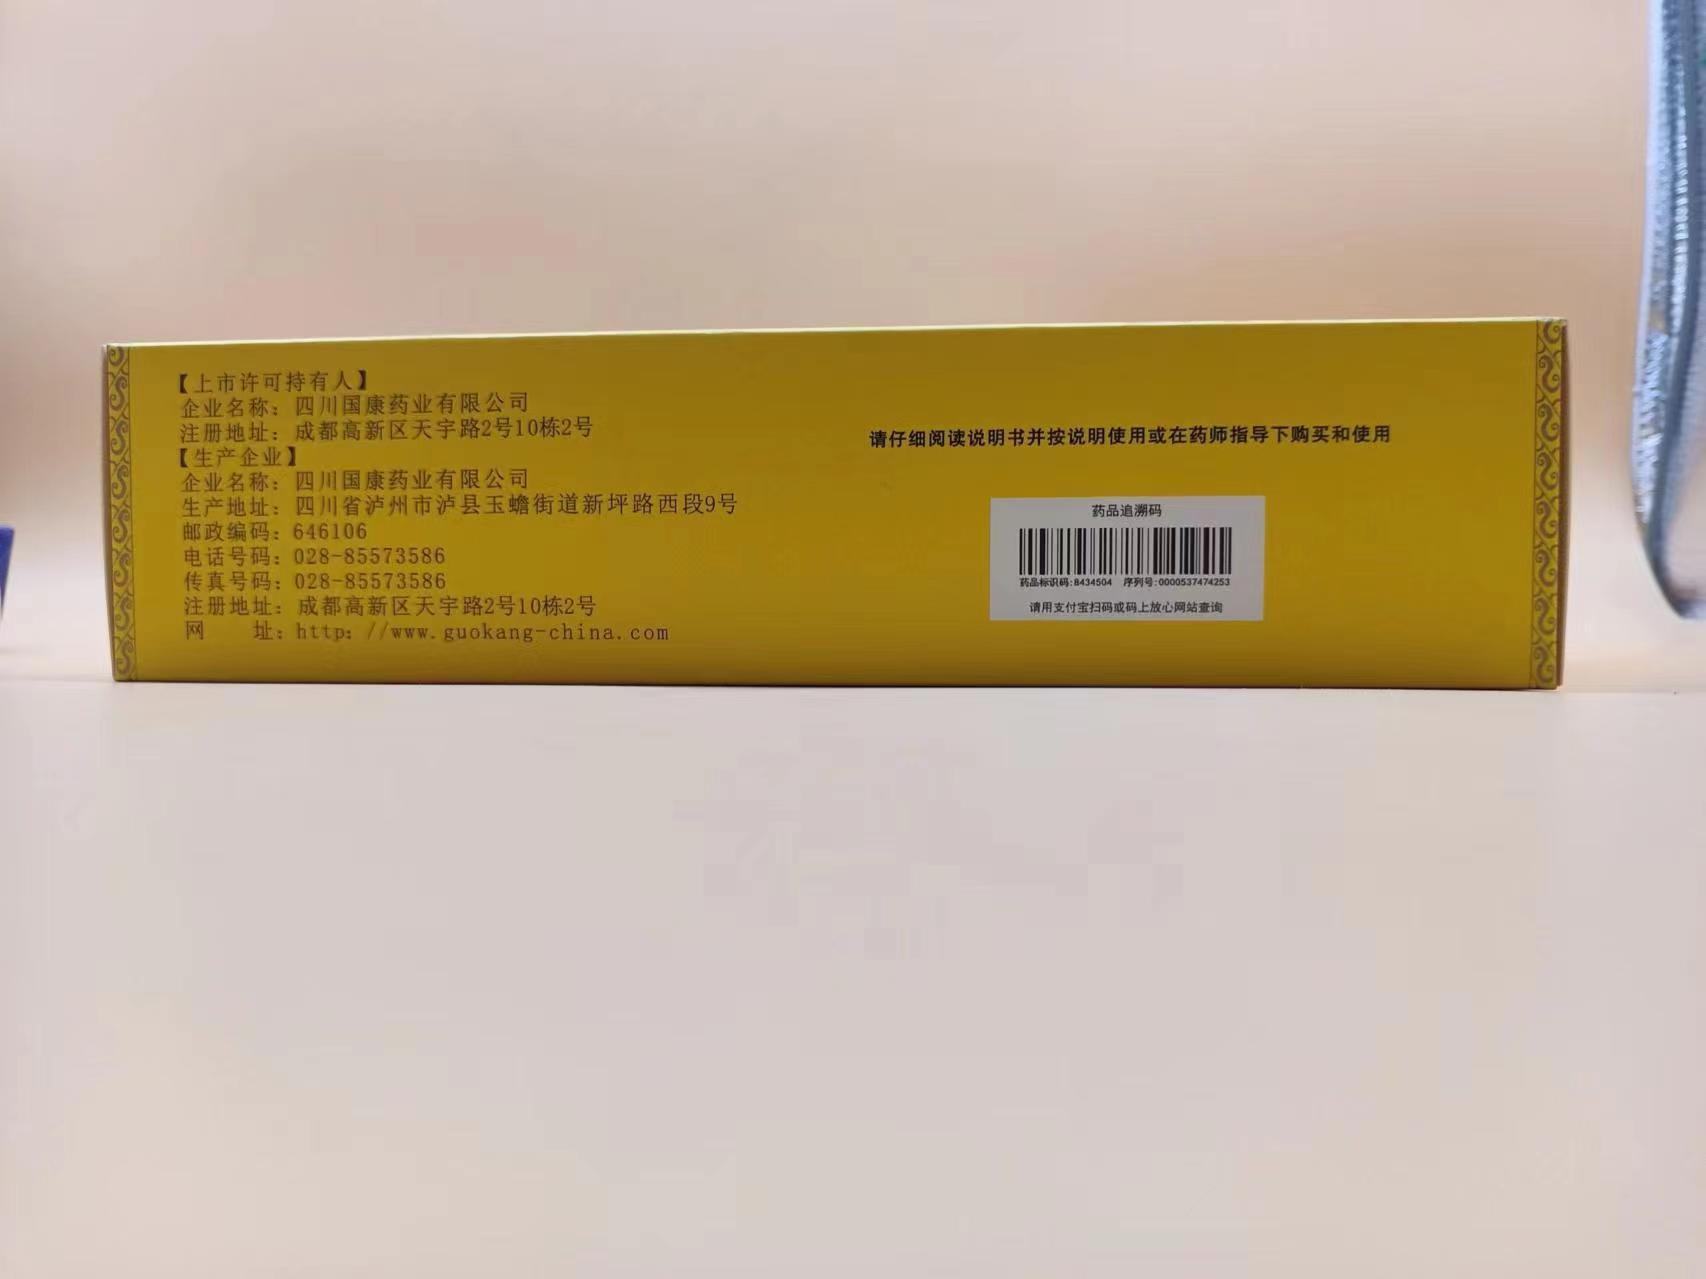 【上市许可持有人】
企业名称：四川国康药业有限公司
注册地址：成都高新区天宇路2号10栋2号
【生产企业】
企业名称：四川国康药业有限公司
生产地址：四川省泸州市泸县玉蟾街道新坪路西段9号
邮政编码：646106
电话号码：028-85573586
传真号码：028-85573586
注册地址：成都高新区天宇路2号10栋2号
网　　址：http：//www.guokang-china.com
请仔细阅读说明书并按说明使用或在药师指导下购买和使用
药品追溯码
药品标识码:8434504 序列号:0000537474253
请用支付宝扫码或码上放心网站查询